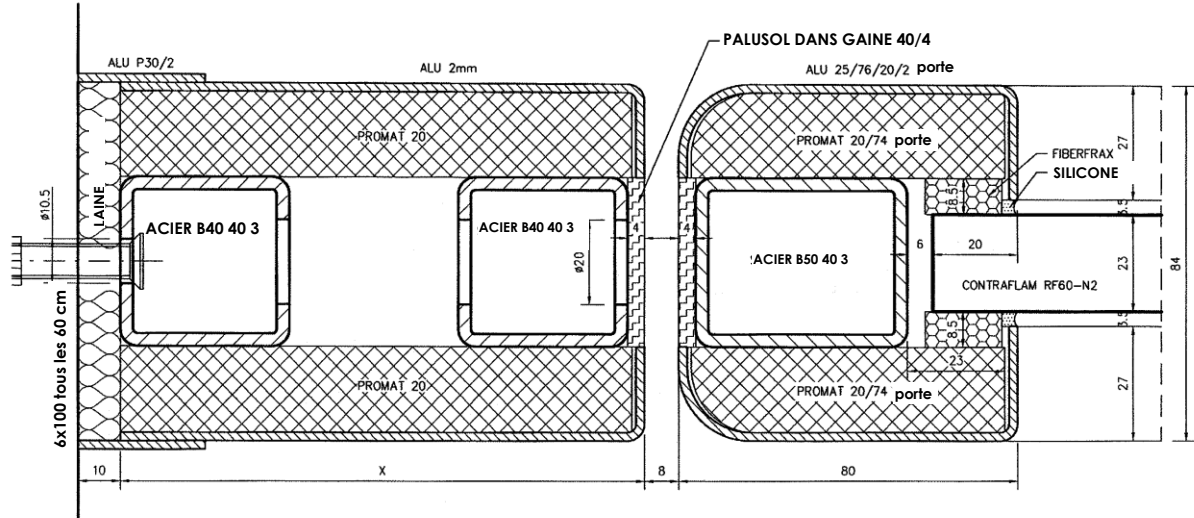 PALUSOL DANS GAINE 40/4
ALU P30/2
ALU 2mm
ALU 25/76/20/2 porte
PROMAT 20
PROMAT 20/74 porte
27
FIBERFRAX
SILICONE
LAINE
ø10.5
8.5
3.5
ACIER B40 40 3
ACIER B40 40 3
4
4
ACIER B50 40 3
6
20
ø20
23
84
CONTRAFLAM RF60-N2
6x100 tous les 60 cm
8.5
3.5
23
PROMAT 20
PROMAT 20/74 porte
27
10
X
8
80